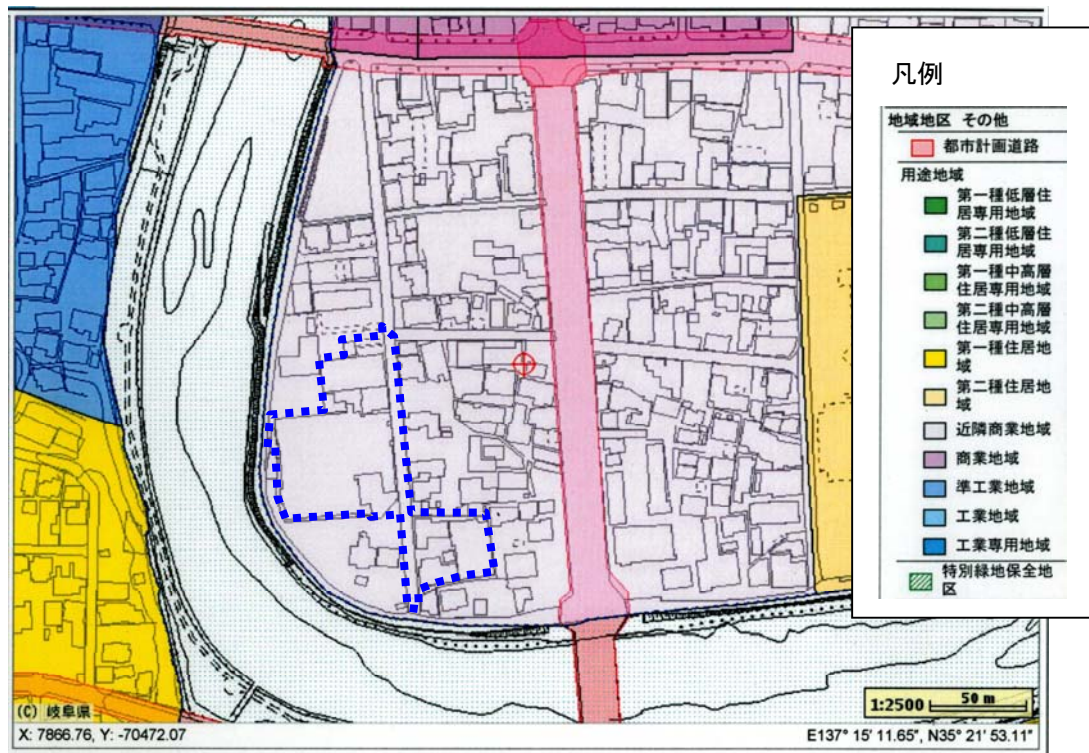 凡例
地域地区 その他
都市計画道路
用途地域
第一種低層住
居専用地域
第二種低層住
居専用地域
第一種中高層
住居専用地域
第二種中高層
住居専用地域
第一種住居地
域
第二種住居地
域
近隣商業地域
商業地域
準工業地域
工業地域
工業専用地域
特別緑地保全地
区
(C) 岐阜県
1:2500 50 m
X: 7866.76, Y: -70472.07
E137° 15' 11.65", N35° 21' 53.11"